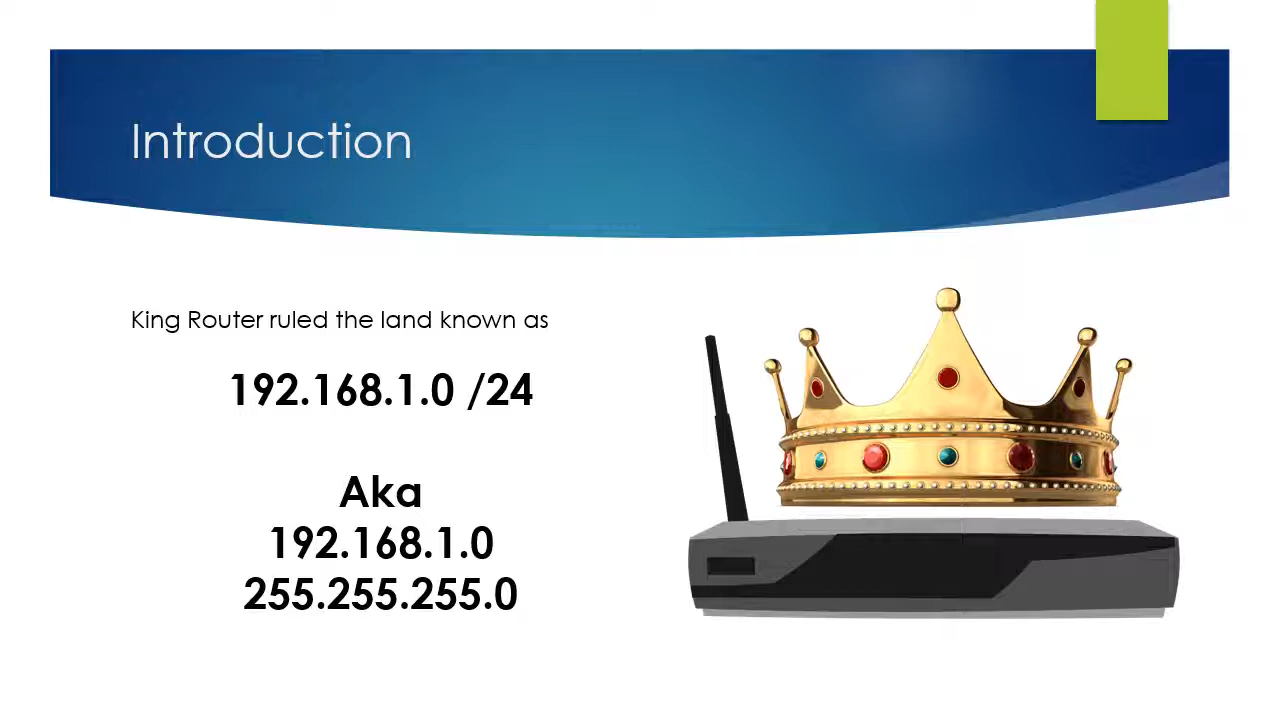 Introduction
King Router ruled the land known as
192.168.1.0 /24
Aka
192.168.1.0
255.255.255.0